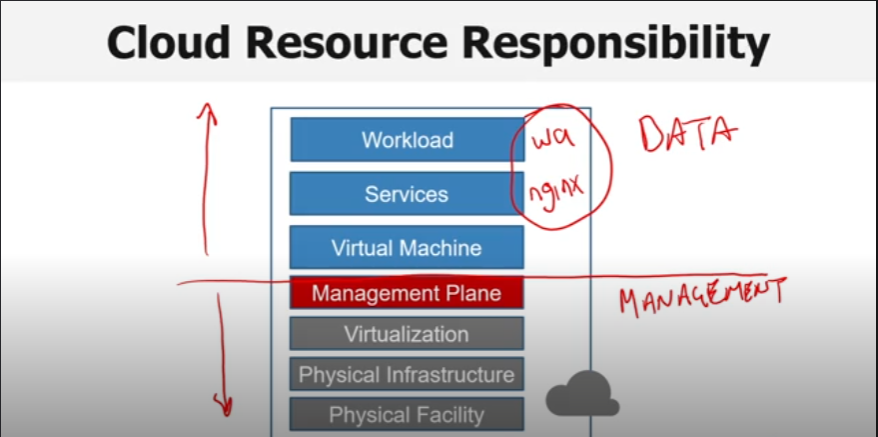 Cloud Resource Responsibility
Workload wa DATA
Services nginx
Virtual Machine
Management Plane MANAGEMENT
Virtualization
Physical Infrastructure
Physical Facility